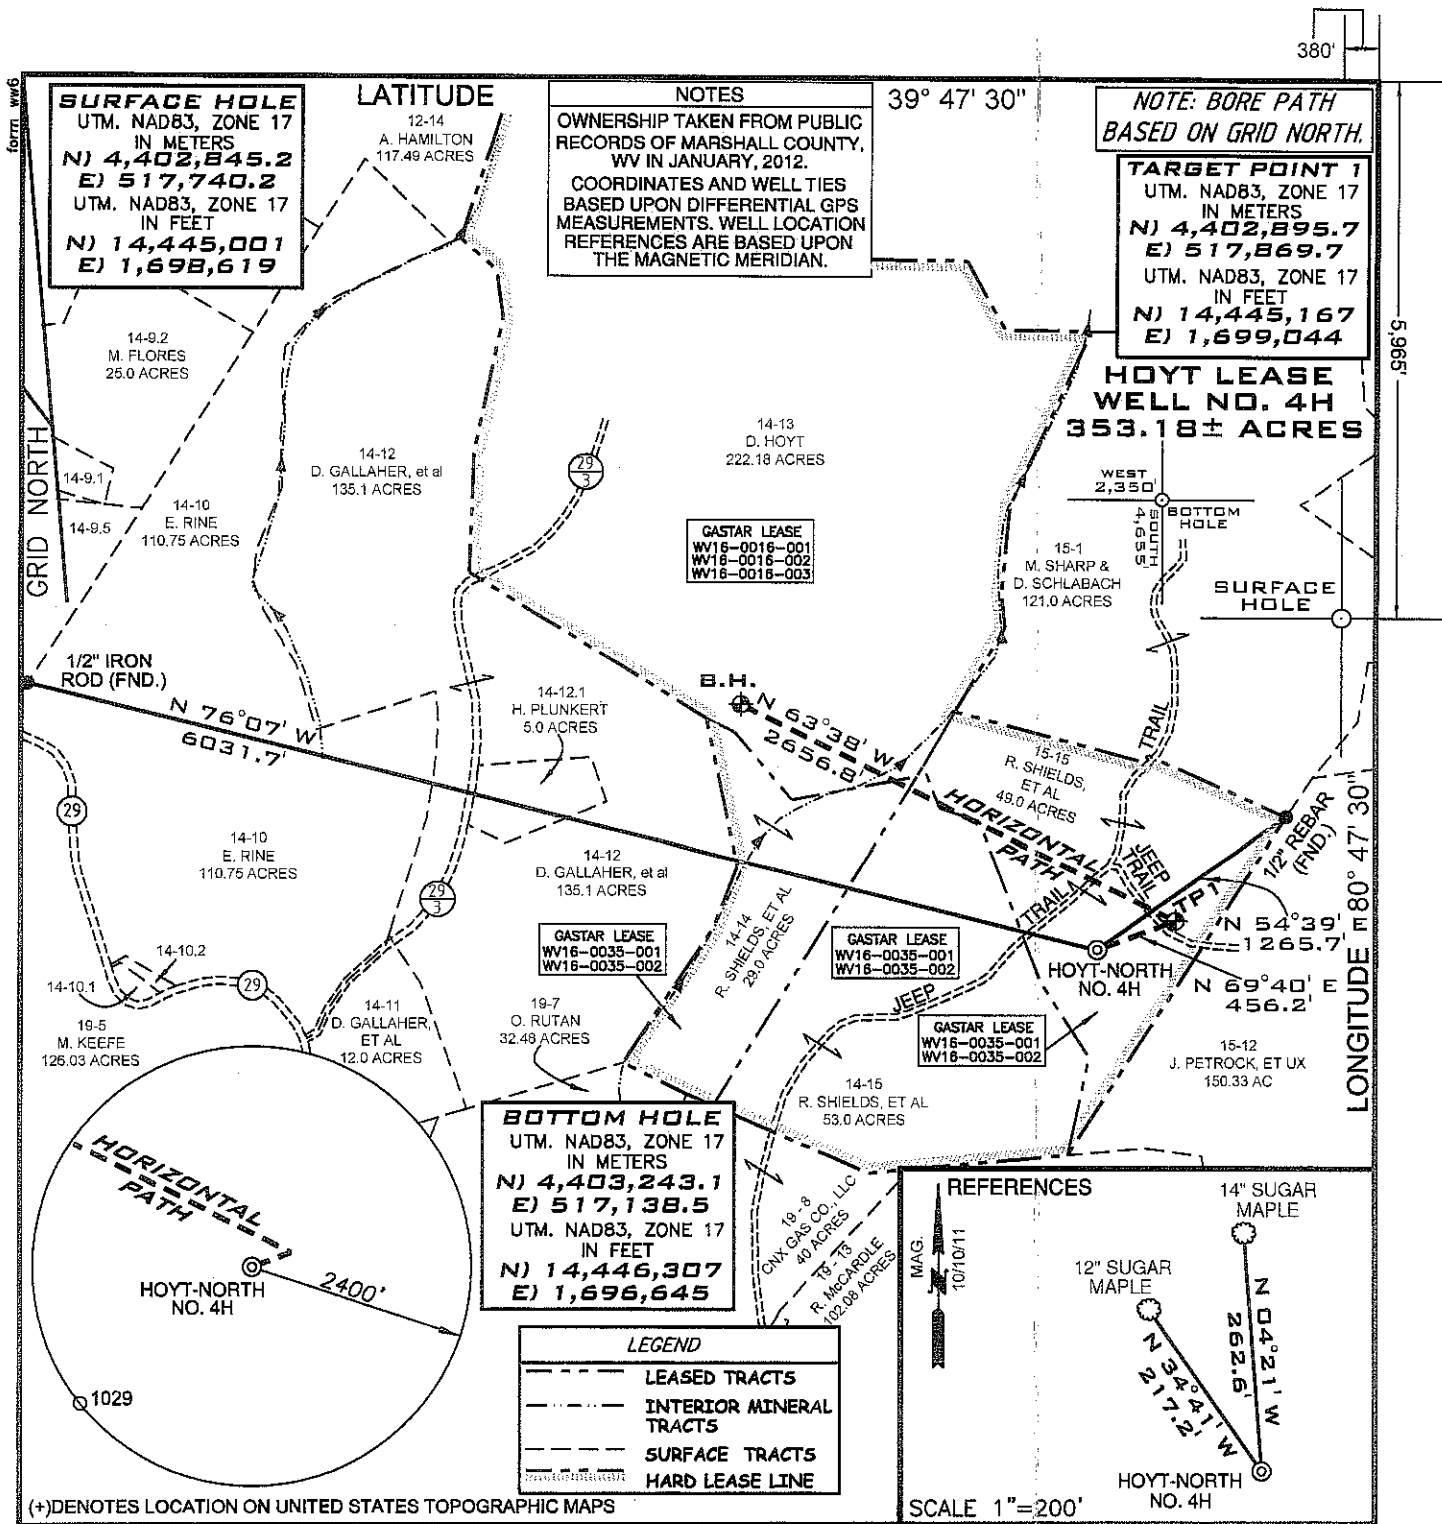 380'
form ww6
SURFACE HOLE
UTM. NAD83, ZONE 17
IN METERS
N) 4,402,845.2
E) 517,740.2
UTM. NAD83, ZONE 17
IN FEET
N) 14,445,001
E) 1,698,619
LATITUDE
39° 47' 30"
12-14
A. HAMILTON
117.49 ACRES
NOTES
OWNERSHIP TAKEN FROM PUBLIC
RECORDS OF MARSHALL COUNTY,
WV IN JANUARY, 2012.
COORDINATES AND WELL TIES
BASED UPON DIFFERENTIAL GPS
MEASUREMENTS. WELL LOCATION
REFERENCES ARE BASED UPON
THE MAGNETIC MERIDIAN.
NOTE: BORE PATH
BASED ON GRID NORTH.
TARGET POINT 1
UTM. NAD83, ZONE 17
IN METERS
N) 4,402,895.7
E) 517,869.7
UTM. NAD83, ZONE 17
IN FEET
N) 14,445,167
E) 1,699,044
5,965'
HOYT LEASE
WELL NO. 4H
353.18± ACRES
14-9.2
M. FLORES
25.0 ACRES
GRID NORTH
14-9.1
14-9.5
14-10
E. RINE
110.75 ACRES
14-12
D. GALLAHER, et al
135.1 ACRES
29
3
14-13
D. HOYT
222.18 ACRES
GASTAR LEASE
WV16-0016-001
WV16-0016-002
WV16-0016-003
WEST
2,350'
SOUTH
4,655'
BOTTOM
HOLE
15-1
M. SHARP &
D. SCHLABACH
121.0 ACRES
SURFACE
HOLE
1/2" IRON
ROD (FND.)
N 76°07' W
6031.7'
14-12.1
H. PLUNKERT
5.0 ACRES
B.H.
N 63°38' W
2656.8'
HORIZONTAL
PATH
15-15
R. SHIELDS,
ET AL
49.0 ACRES
TRAIL
JEEP
TRAIL
1/2" REBAR
(FND.)
LONGITUDE 80° 47' 30"
29
14-10
E. RINE
110.75 ACRES
29
3
14-12
D. GALLAHER, et al
135.1 ACRES
TP1
N 54°39' E
1265.7'
N 69°40' E
456.2'
HOYT-NORTH
NO. 4H
TRAIL
JEEP
GASTAR LEASE
WV16-0035-001
WV16-0035-002
14-14
R. SHIELDS, ET AL
29.0 ACRES
GASTAR LEASE
WV16-0035-001
WV16-0035-002
GASTAR LEASE
WV16-0035-001
WV16-0035-002
14-10.2
14-10.1
29
19-5
M. KEEFE
126.03 ACRES
14-11
D. GALLAHER,
ET AL
12.0 ACRES
19-7
O. RUTAN
32.48 ACRES
15-12
J. PETROCK, ET UX
150.33 AC
14-15
R. SHIELDS, ET AL
53.0 ACRES
BOTTOM HOLE
UTM. NAD83, ZONE 17
IN METERS
N) 4,403,243.1
E) 517,138.5
UTM. NAD83, ZONE 17
IN FEET
N) 14,446,307
E) 1,696,645
19-8
CNX GAS CO., LLC
40 ACRES
19-13
R. McCARDLE
102.08 ACRES
HORIZONTAL
PATH
HOYT-NORTH
NO. 4H
2400'
1029
LEGEND
LEASED TRACTS
INTERIOR MINERAL
TRACTS
SURFACE TRACTS
HARD LEASE LINE
REFERENCES
MAG.
N
10/10/11
14" SUGAR
MAPLE
12" SUGAR
MAPLE
N 04°21' W
262.6'
N 34°41' W
217.2'
HOYT-NORTH
NO. 4H
SCALE 1"=200'
(+)DENOTES LOCATION ON UNITED STATES TOPOGRAPHIC MAPS